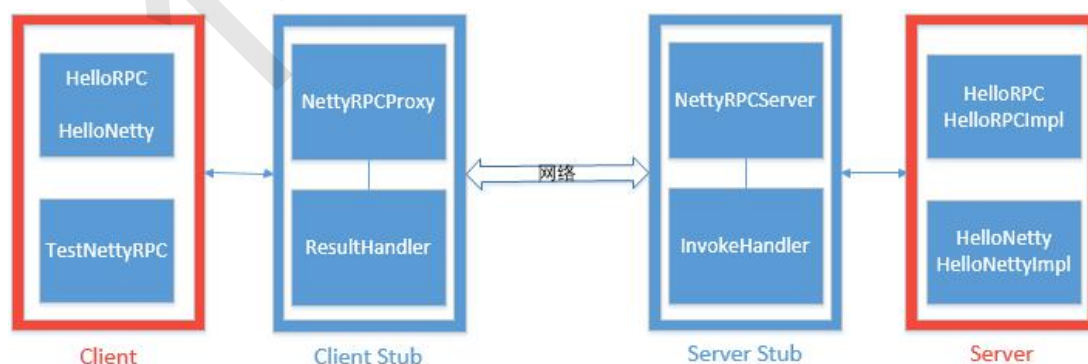 HelloRPC
HelloNetty
TestNettyRPC
Client
NettyRPCProxy
ResultHandler
Client Stub
网络
NettyRPCServer
InvokeHandler
Server Stub
HelloRPC
HelloRPCImpl
HelloNetty
HelloNettyImpl
Server